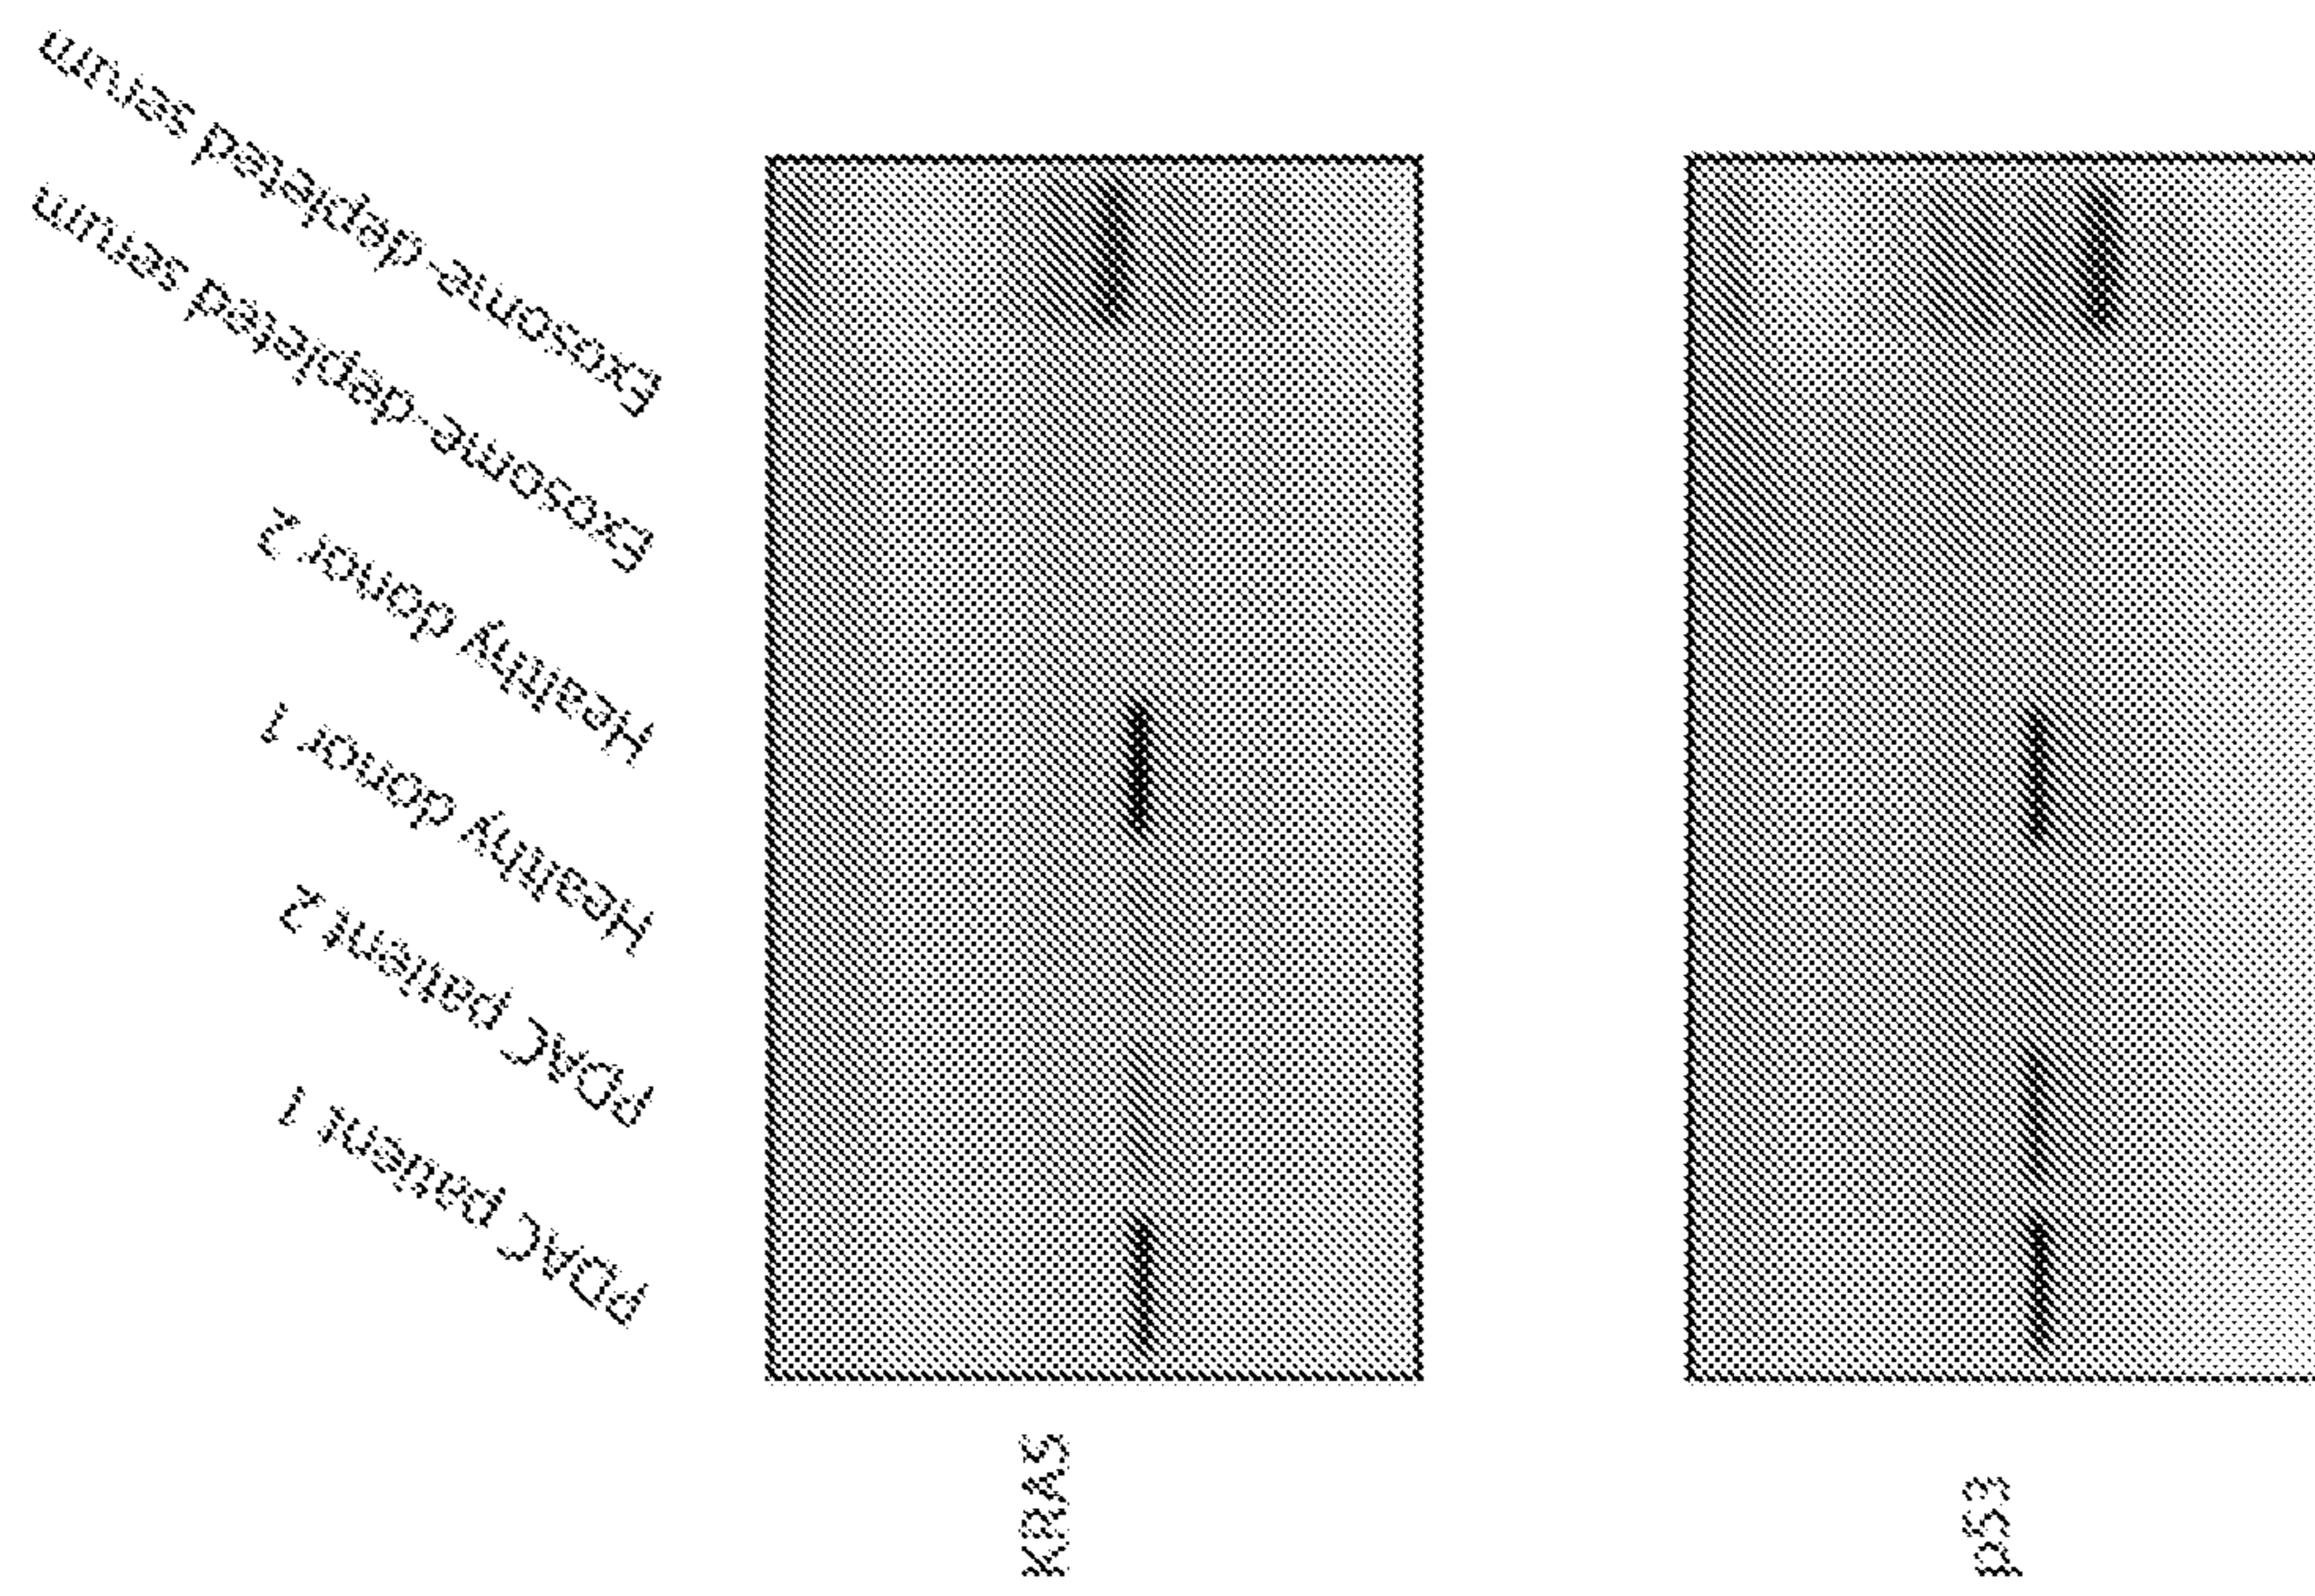 PDAC patient 1
PDAC patient 2
Healthy donor 1
Healthy donor 2
Exosome-depleted serum
Exosome-depleted serum
KRAS
p53